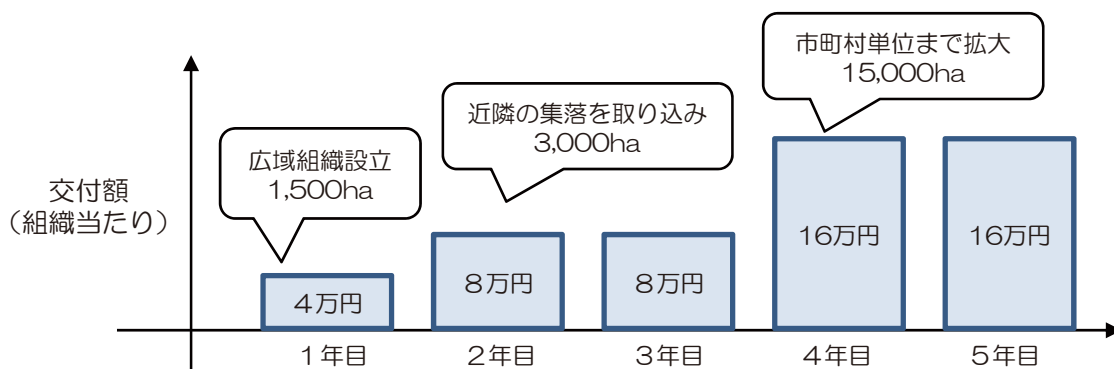 市町村単位まで拡大
15,000ha
近隣の集落を取り込み
3,000ha
広域組織設立
1,500ha
交付額
（組織当たり）
４万円
８万円
８万円
16万円
16万円
１年目
２年目
３年目
４年目
５年目